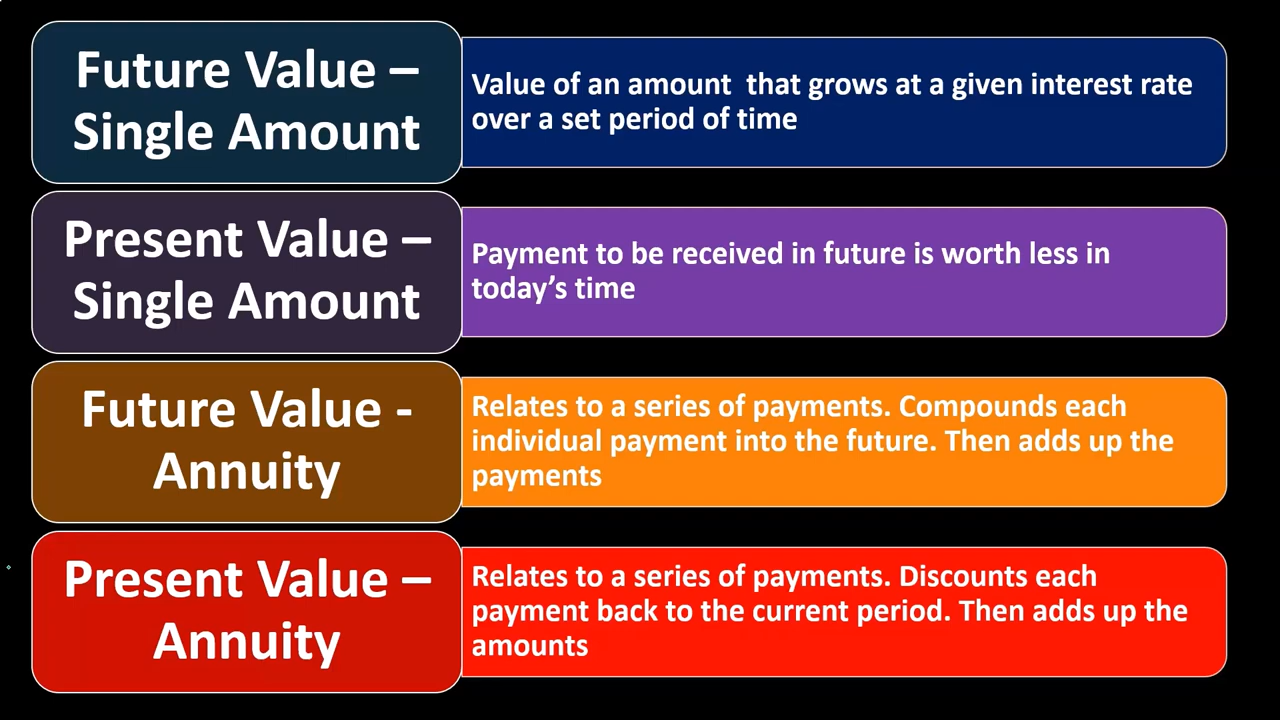 Future Value –
Single Amount
Value of an amount  that grows at a given interest rate
over a set period of time
Present Value –
Single Amount
Payment to be received in future is worth less in
today’s time
Future Value -
Annuity
Relates to a series of payments. Compounds each
individual payment into the future. Then adds up the
payments
Present Value –
Annuity
Relates to a series of payments. Discounts each
payment back to the current period. Then adds up the
amounts